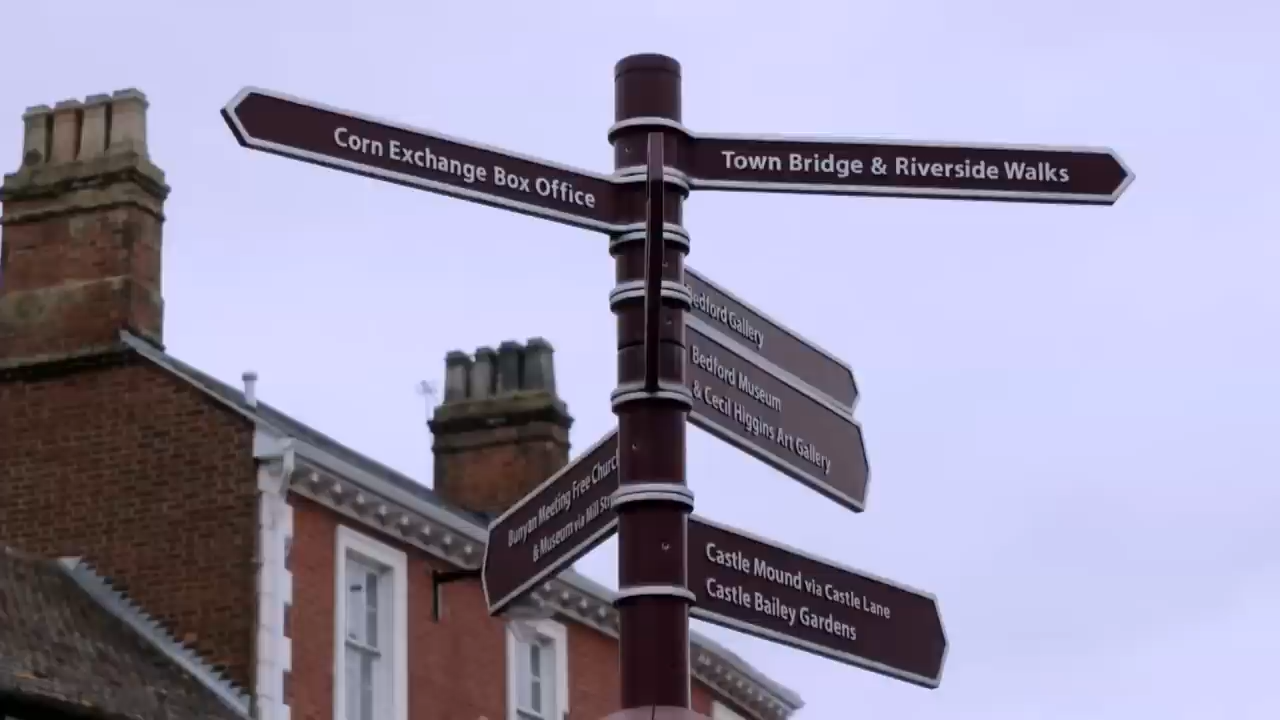 Corn Exchange Box Office
Town Bridge & Riverside Walks
Bedford Gallery
Bedford Museum
& Cecil Higgins Art Gallery
Bunyan Meeting Free Church
& Museum via Mill
Castle Mound via Castle Lane
Castle Bailey Gardens